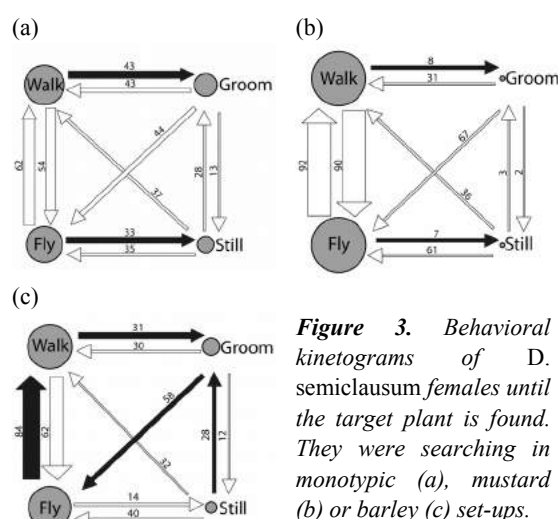 (a)
43
Walk
Groom
43
62
54
44
37
28
13
33
Fly
Still
35
(b)
8
Walk
Groom
31
92
90
67
36
3
2
7
Fly
Still
61
(c)
31
Walk
Groom
30
84
62
58
32
28
12
14
Fly
Still
40
Figure 3. Behavioral
kinetograms of D.
semiclausum females until
the target plant is found.
They were searching in
monotypic (a), mustard
(b) or barley (c) set-ups.